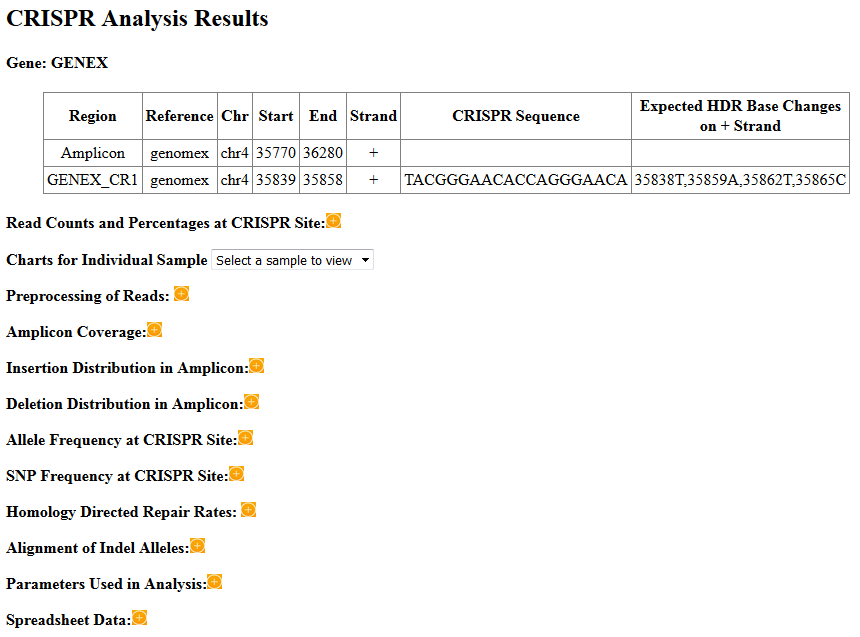 CRISPR Analysis Results
Gene: GENEX
Region Reference Chr Start End Strand CRISPR Sequence Expected HDR Base Changes on + Strand
Amplicon genomex chr4 35770 36280 +
GENEX_CR1 genomex chr4 35839 35858 + TACGGGAACACCAGGGAACA 35838T,35859A,35862T,35865C
Read Counts and Percentages at CRISPR Site:
Charts for Individual Sample Select a sample to view
Preprocessing of Reads:
Amplicon Coverage:
Insertion Distribution in Amplicon:
Deletion Distribution in Amplicon:
Allele Frequency at CRISPR Site:
SNP Frequency at CRISPR Site:
Homology Directed Repair Rates:
Alignment of Indel Alleles:
Parameters Used in Analysis:
Spreadsheet Data: